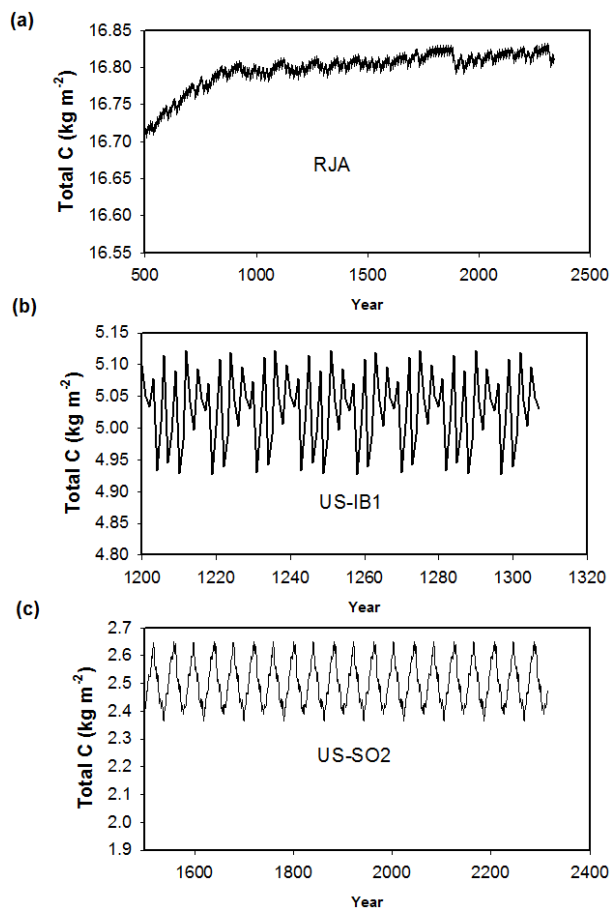 (a)
16.85
16.80
16.75
16.70
16.65
16.60
16.55
Total C (kg m-2)
RJA
500 1000 1500 2000 2500
Year
(b)
5.15
5.10
5.05
5.00
4.95
4.90
4.85
4.80
Total C (kg m-2)
US-IB1
1200 1220 1240 1260 1280 1300 1320
Year
(c)
2.7
2.6
2.5
2.4
2.3
2.2
2.1
2.0
1.9
Total C (kg m-2)
US-SO2
1600 1800 2000 2200 2400
Year